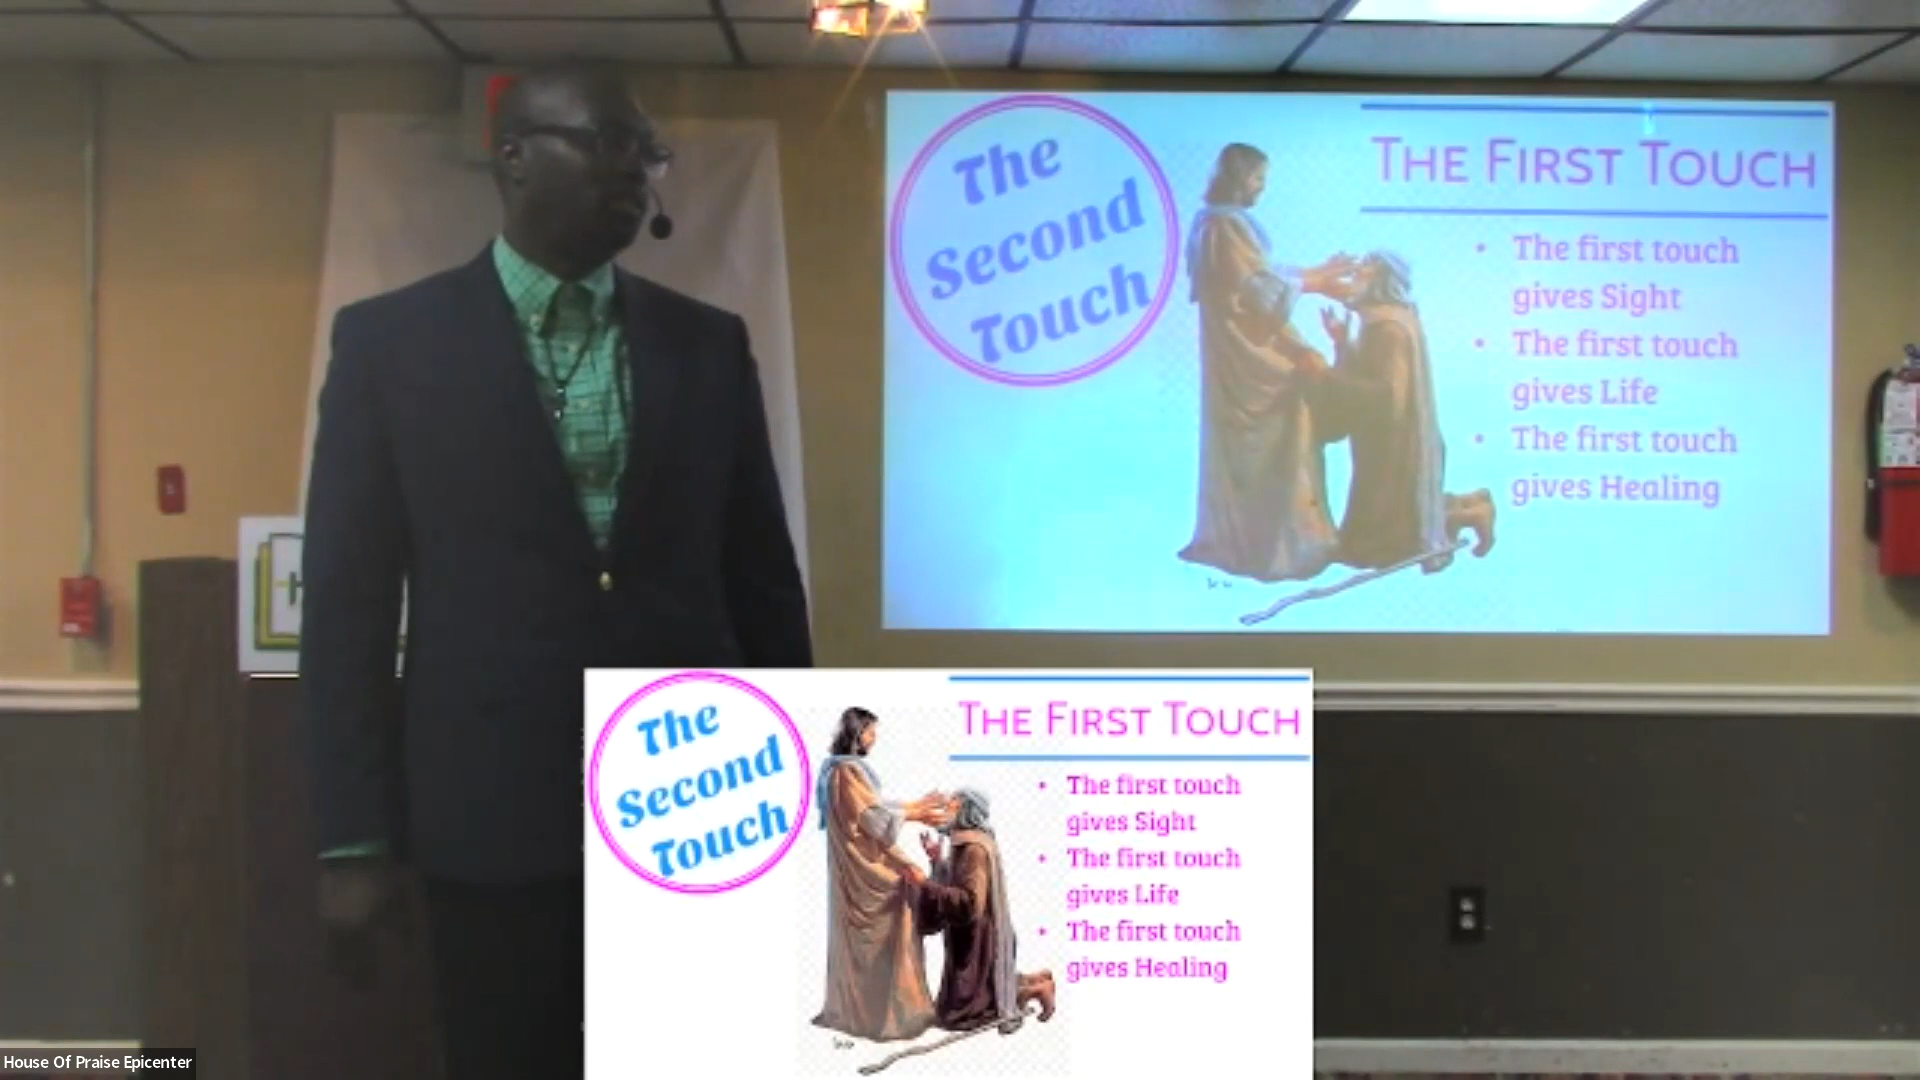 The
Second
Touch
THE FIRST TOUCH
• The first touch
gives Sight
• The first touch
gives Life
• The first touch
gives Healing
The
Second
Touch
THE FIRST TOUCH
• The first touch
gives Sight
• The first touch
gives Life
• The first touch
gives Healing
House Of Praise Epicenter